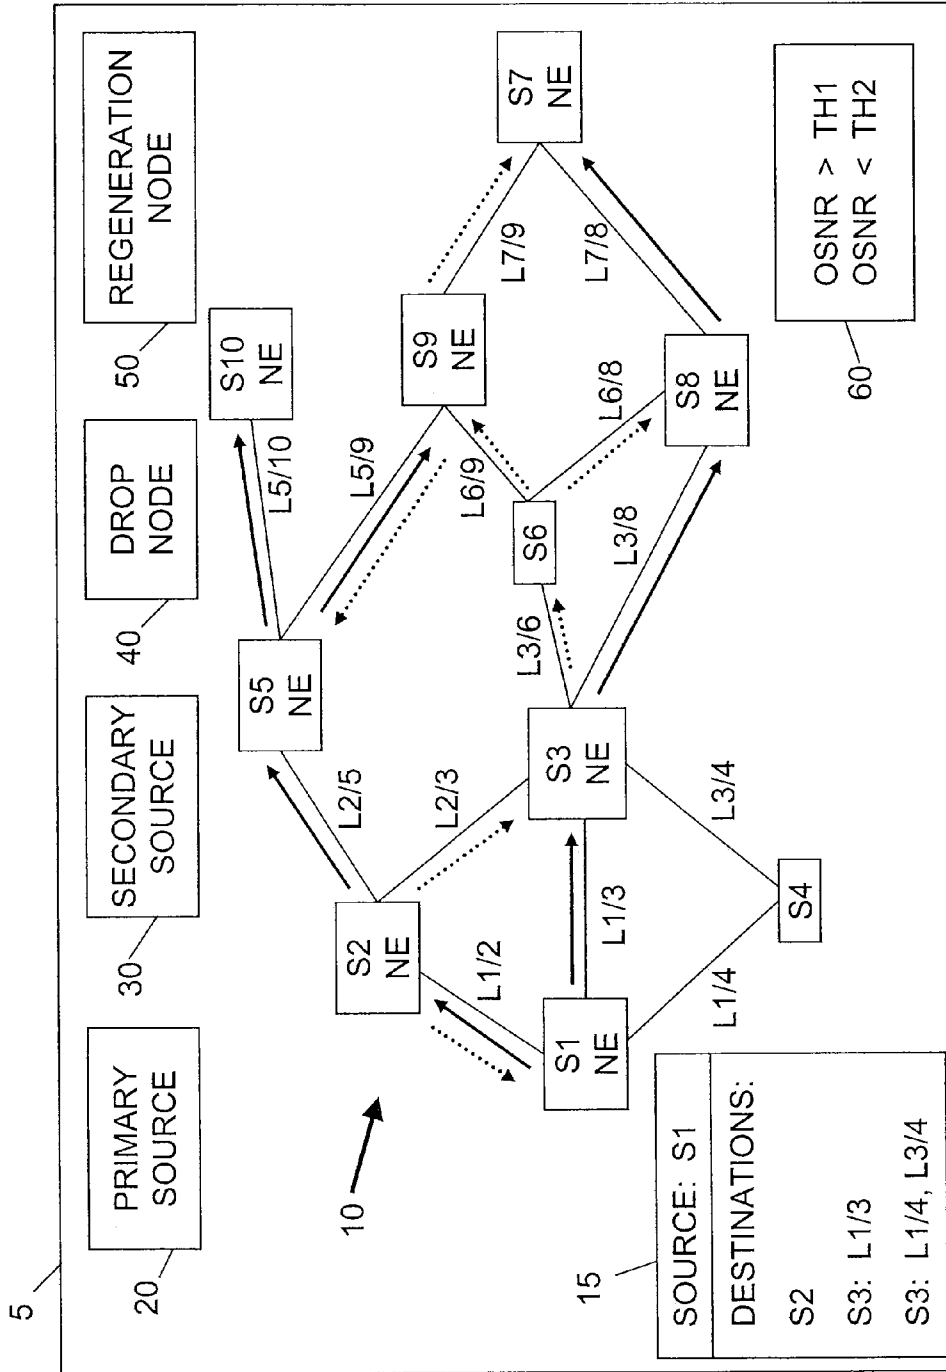 5
PRIMARY
SOURCE
20
SECONDARY
SOURCE
30
DROP
NODE
40
REGENERATION
NODE
50
10
S10
NE
L5/10
S5
NE
L2/5
L5/9
S2
NE
L2/3
L1/2
S9
NE
L6/9
L7/9
S7
NE
S6
L3/6
L6/8
L7/8
S1
NE
L1/3
S3
NE
L3/8
S8
NE
L1/4
L3/4
S4
15
SOURCE: S1
DESTINATIONS:
S2
S3: L1/3
S3: L1/4, L3/4
60
OSNR > TH1
OSNR < TH2